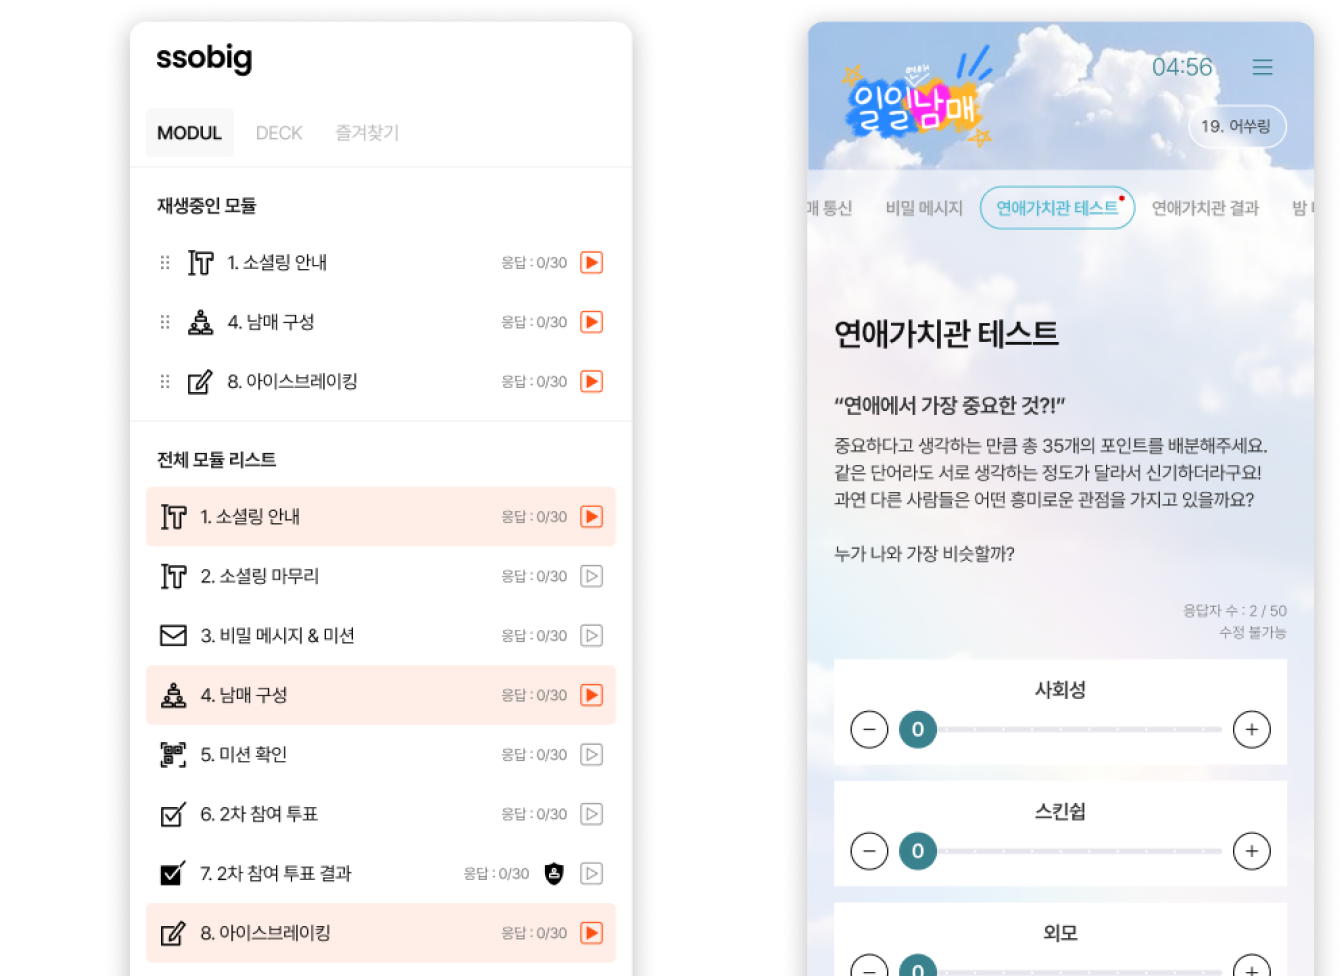 ssobig
MODUL DECK 즐겨찾기
재생중인 모듈
1. 소셜링 안내 응답 : 0/30
4. 남매 구성 응답 : 0/30
8. 아이스브레이킹 응답 : 0/30
전체 모듈 리스트
1. 소셜링 안내 응답 : 0/30
2. 소셜링 마무리 응답 : 0/30
3. 비밀 메시지 & 미션 응답 : 0/30
4. 남매 구성 응답 : 0/30
5. 미션 확인 응답 : 0/30
6. 2차 참여 투표 응답 : 0/30
7. 2차 참여 투표 결과 응답 : 0/30
8. 아이스브레이킹 응답 : 0/30
연애
일일남매
04:56
19. 어쑤링
매 통신 비밀 메시지 연애가치관 테스트 연애가치관 결과 밤
연애가치관 테스트
“연애에서 가장 중요한 것?!”
중요하다고 생각하는 만큼 총 35개의 포인트를 배분해주세요.
같은 단어라도 서로 생각하는 정도가 달라서 신기하더라구요!
과연 다른 사람들은 어떤 흥미로운 관점을 가지고 있을까요?
누가 나와 가장 비슷할까?
응답자 수 : 2 / 50
수정 불가능
사회성
0
스킨쉽
0
외모
0